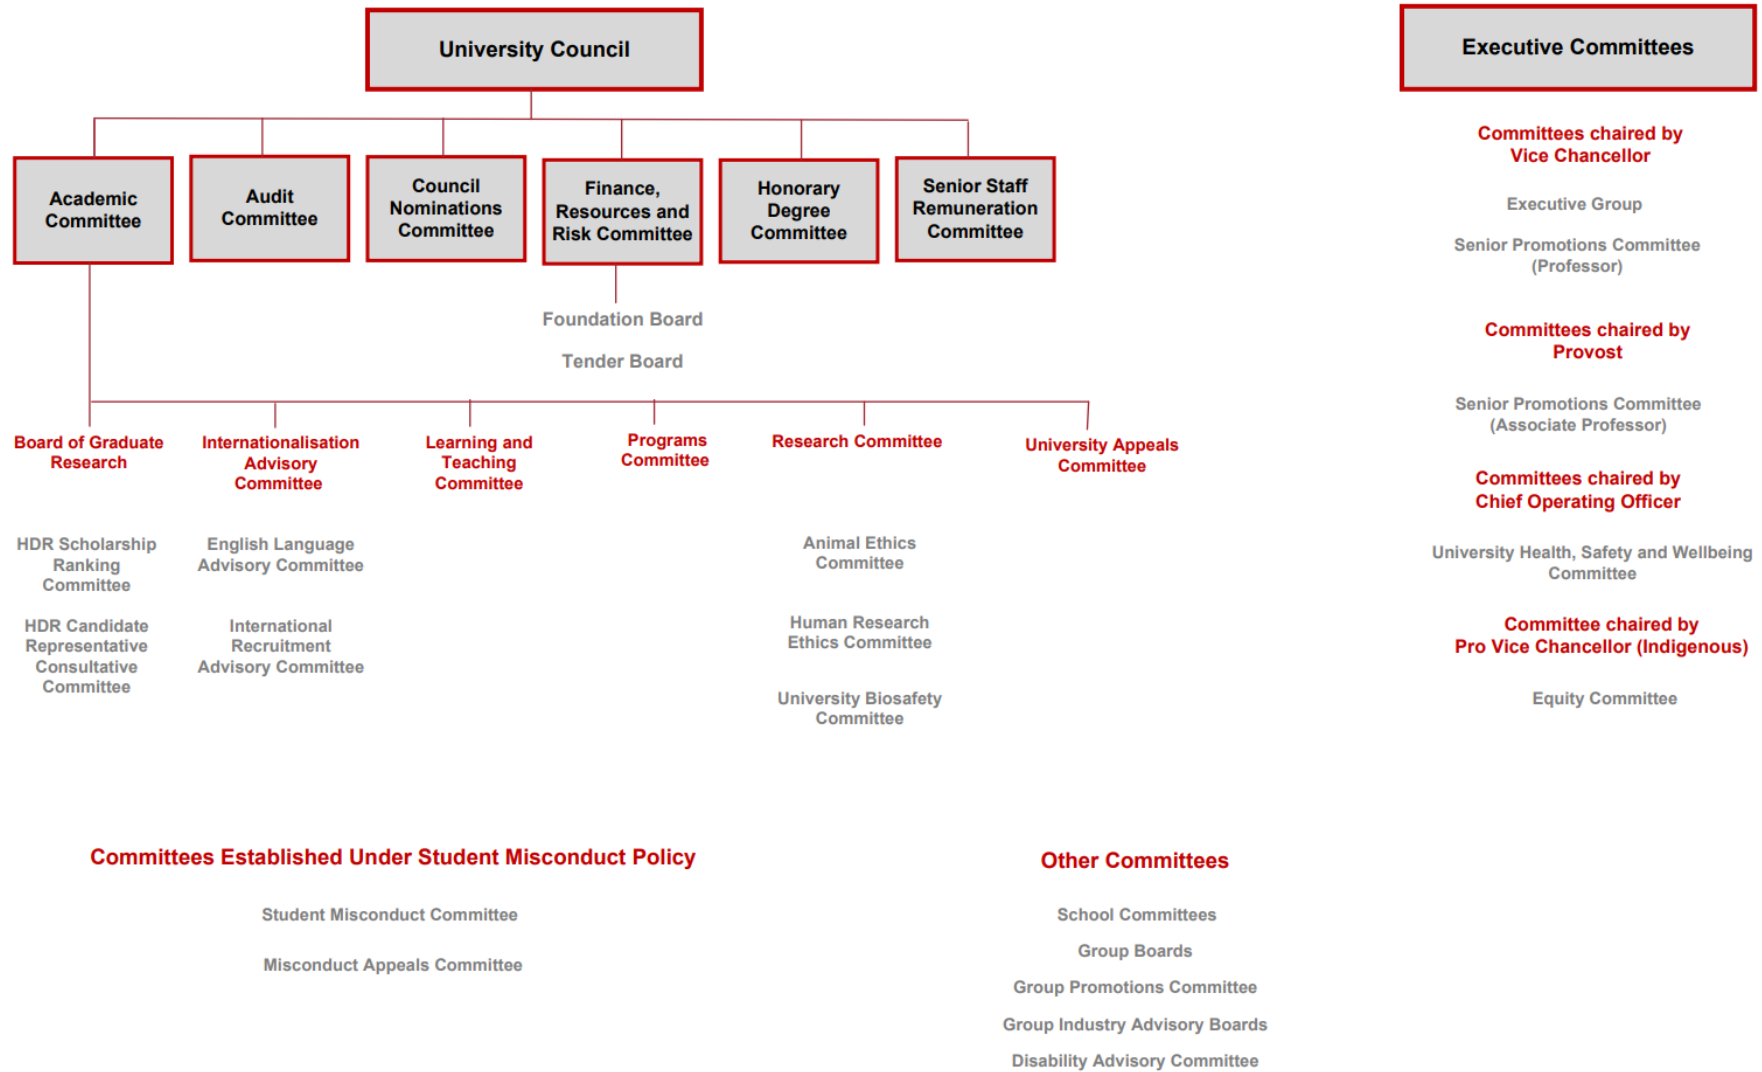 University Council
Executive Committees
Academic
Committee
Audit
Committee
Council
Nominations
Committee
Finance,
Resources and
Risk Committee
Honorary
Degree
Committee
Senior Staff
Remuneration
Committee
Foundation Board
Tender Board
Board of Graduate
Research
Internationalisation
Advisory
Committee
Learning and
Teaching
Committee
Programs
Committee
Research Committee
University Appeals
Committee
HDR Scholarship
Ranking
Committee
HDR Candidate
Representative
Consultative
Committee
English Language
Advisory Committee
International
Recruitment
Advisory Committee
Animal Ethics
Committee
Human Research
Ethics Committee
University Biosafety
Committee
Committees chaired by
Vice Chancellor
Executive Group
Senior Promotions Committee
(Professor)
Committees chaired by
Provost
Senior Promotions Committee
(Associate Professor)
Committees chaired by
Chief Operating Officer
University Health, Safety and Wellbeing
Committee
Committee chaired by
Pro Vice Chancellor (Indigenous)
Equity Committee
Committees Established Under Student Misconduct Policy
Student Misconduct Committee
Misconduct Appeals Committee
Other Committees
School Committees
Group Boards
Group Promotions Committee
Group Industry Advisory Boards
Disability Advisory Committee